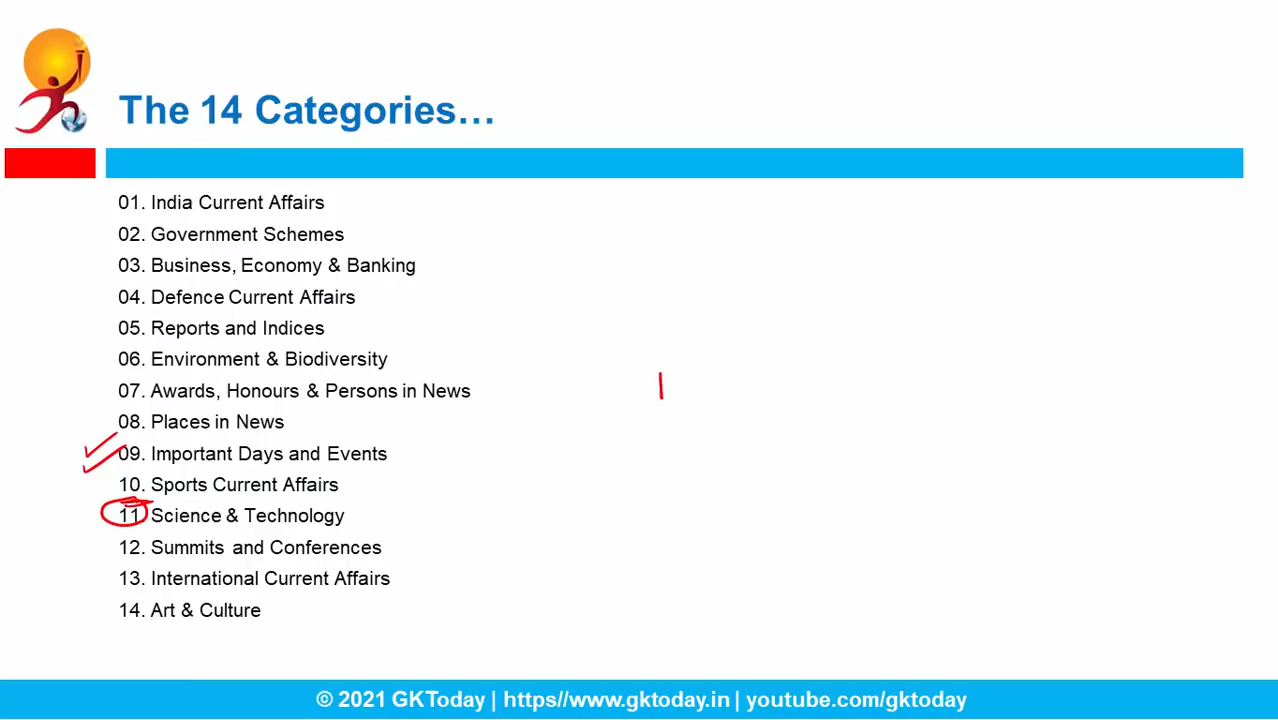 The 14 Categories…
01. India Current Affairs
02. Government Schemes
03. Business, Economy & Banking
04. Defence Current Affairs
05. Reports and Indices
06. Environment & Biodiversity
07. Awards, Honours & Persons in News
08. Places in News
09. Important Days and Events
10. Sports Current Affairs
11. Science & Technology
12. Summits and Conferences
13. International Current Affairs
14. Art & Culture
© 2021 GKToday | https//www.gktoday.in | youtube.com/gktoday